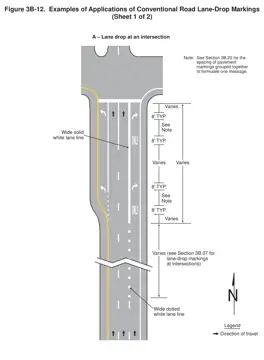 Figure 3B-12. Examples of Applications of Conventional Road Lane-Drop Markings
(Sheet 1 of 2)
A – Lane drop at an intersection
Note: See Section 3B.20 for the
spacing of pavement
markings grouped together
to formulate one message.
Varies
8' TYP.
See
Note
8' TYP.
Wide solid
white lane line
Varies
Varies
8' TYP.
See
Note
8' TYP.
Varies
Varies (see Section 3B.07 for
lane-drop markings
at intersections)
N
Wide dotted
white lane line
Legend
Direction of travel